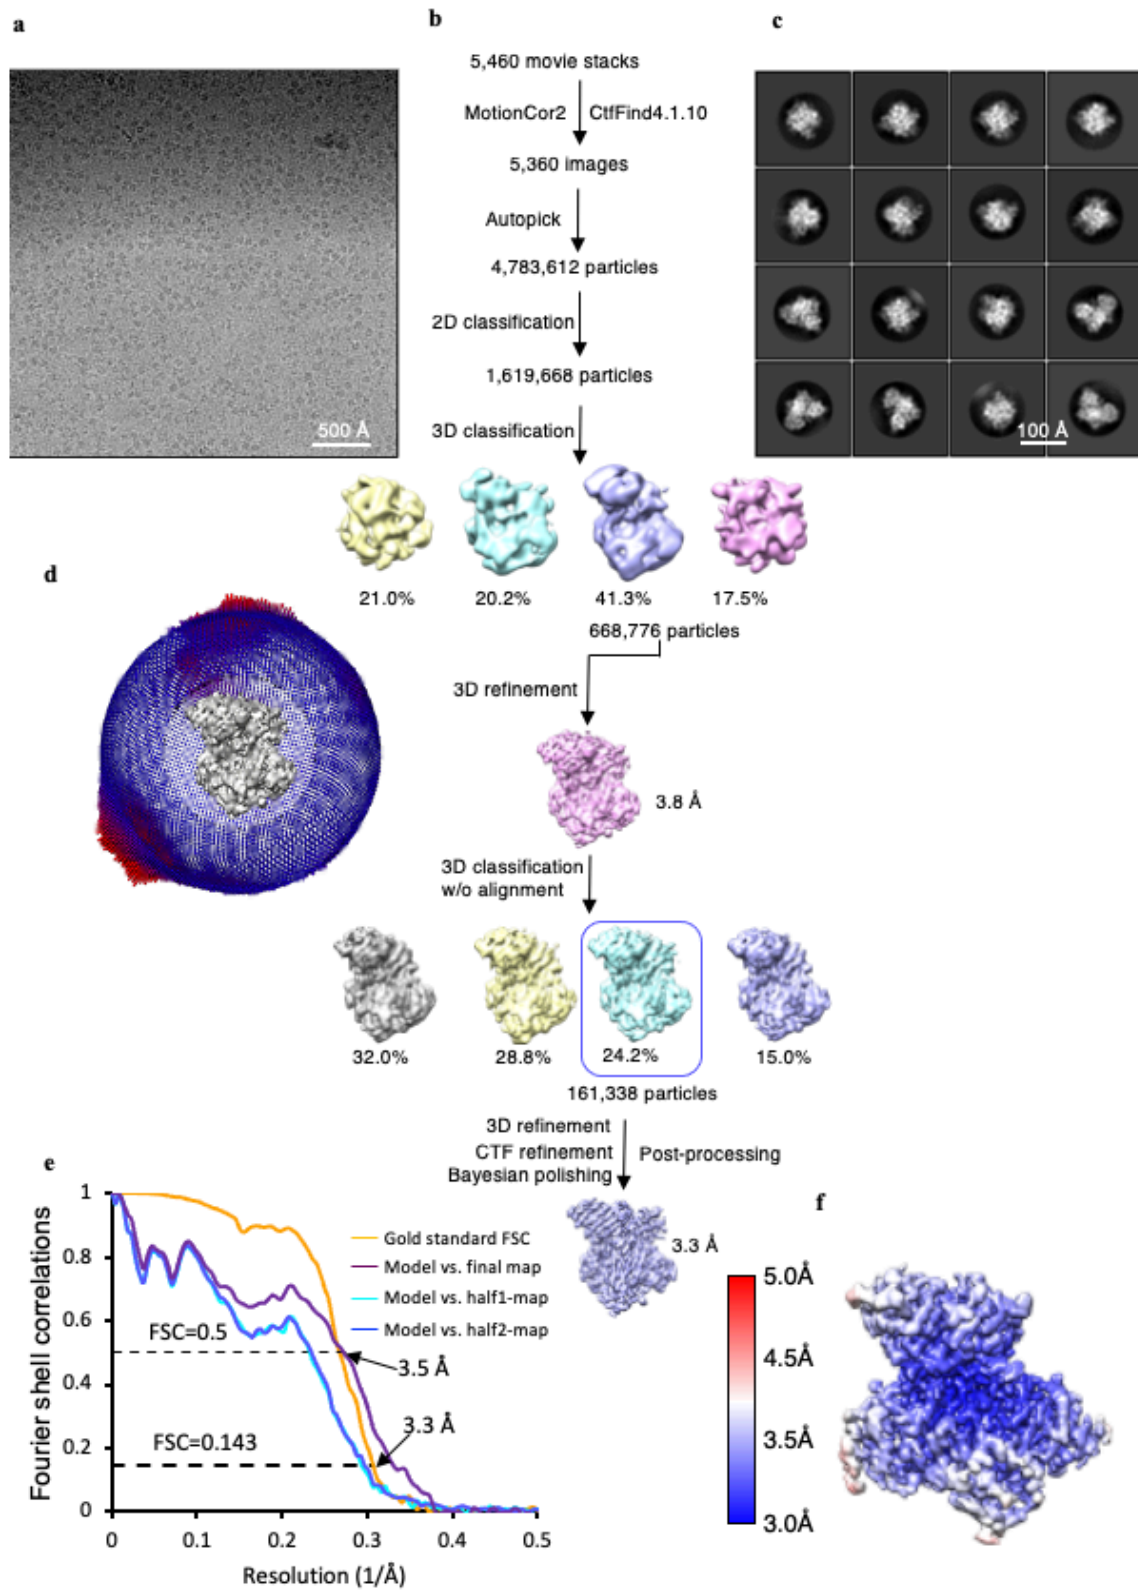 a
b
c
5,460 movie stacks
MotionCor2
CtfFind4.1.10
5,360 images
Autopick
4,783,612 particles
2D classification
1,619,668 particles
3D classification
500 Å
100 Å
21.0%
20.2%
41.3%
17.5%
668,776 particles
d
3D refinement
3.8 Å
3D classification
w/o alignment
32.0%
28.8%
24.2%
15.0%
161,338 particles
3D refinement
CTF refinement
Bayesian polishing
Post-processing
3.3 Å
e
Fourier shell correlations
1
0.8
0.6
0.4
0.2
0
Gold standard FSC
Model vs. final map
Model vs. half1-map
Model vs. half2-map
FSC=0.5
3.5 Å
FSC=0.143
3.3 Å
0
0.1
0.2
0.3
0.4
0.5
Resolution (1/Å)
f
5.0Å
4.5Å
3.5Å
3.0Å